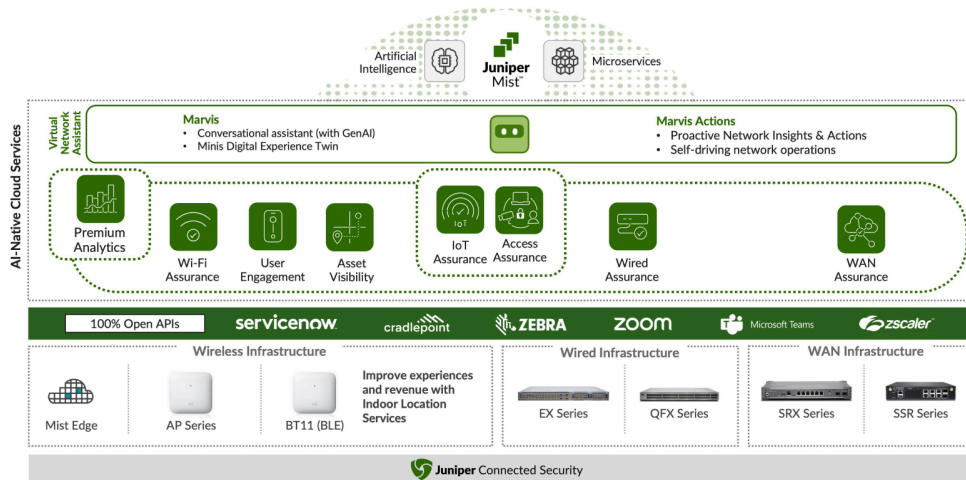 Artificial
Intelligence
Juniper
Mist™
Microservices
AI-Native Cloud Services
Virtual
Network
Assistant
Marvis
• Conversational assistant (with GenAI)
• Minis Digital Experience Twin
Marvis Actions
• Proactive Network Insights & Actions
• Self-driving network operations
Premium
Analytics
Wi-Fi
Assurance
User
Engagement
Asset
Visibility
IoT
IoT
Assurance
Access
Assurance
Wired
Assurance
WAN
Assurance
100% Open APIs
servicenow
cradlepoint
ZEBRA
zoom
Microsoft Teams
zscaler™
Wireless Infrastructure
Mist Edge
AP Series
BT11 (BLE)
Improve experiences
and revenue with
Indoor Location
Services
Wired Infrastructure
EX Series
QFX Series
WAN Infrastructure
SRX Series
SSR Series
Juniper Connected Security